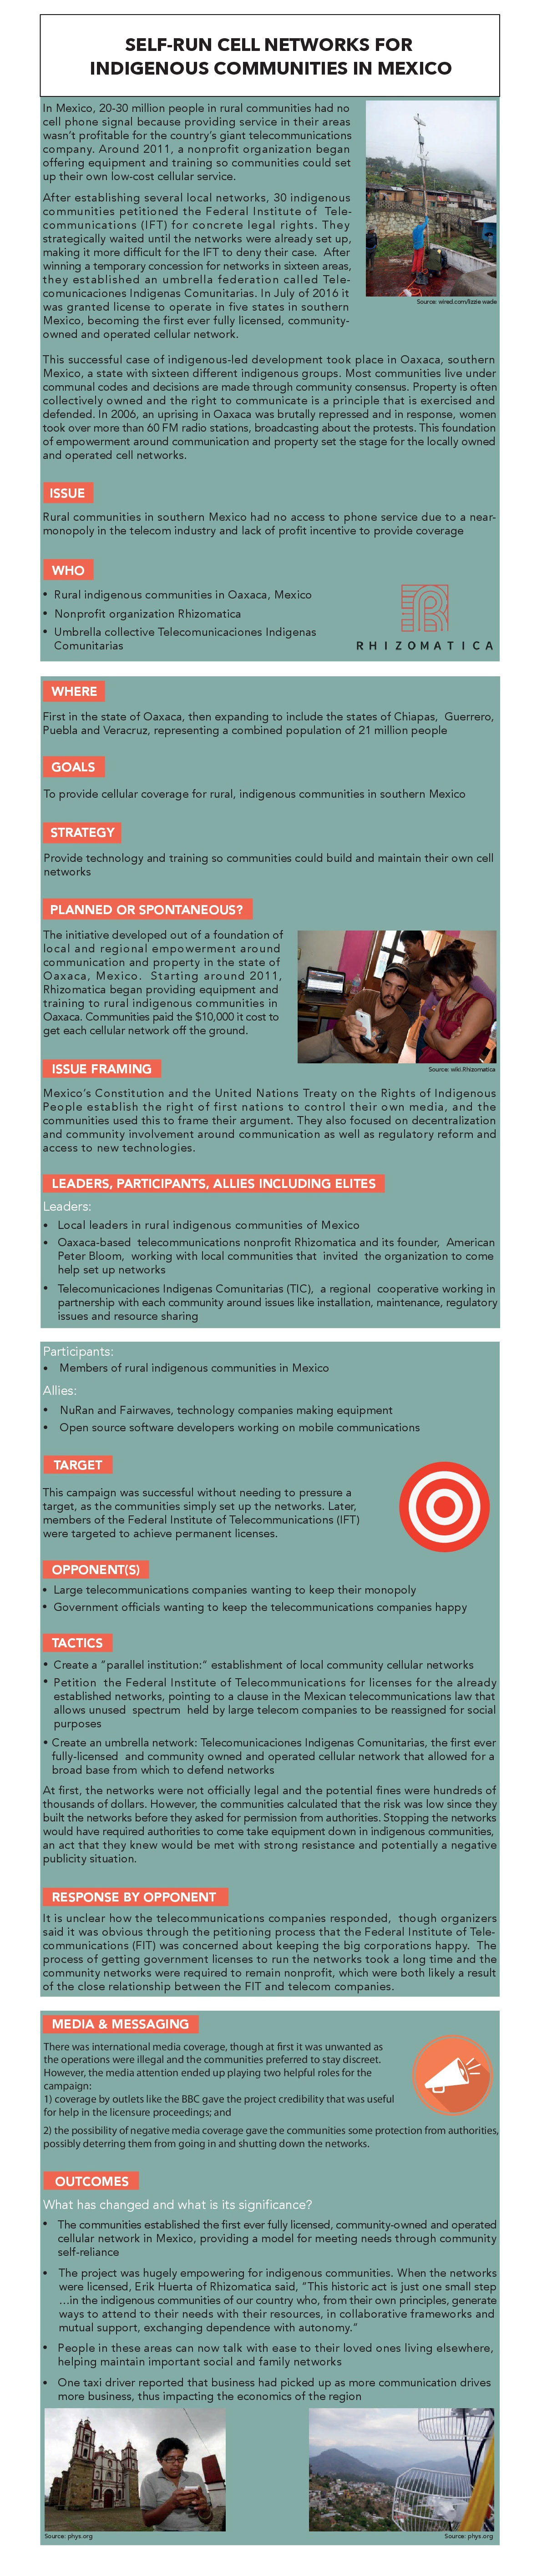 SELF-RUN CELL NETWORKS FOR
INDIGENOUS COMMUNITIES IN MEXICO
In Mexico, 20-30 million people in rural communities had no
cell phone signal because providing service in their areas
wasn't profitable for the country's giant telecommunications
company. Around 2011, a nonprofit organization began
offering equipment and training so communities could set
up their own low-cost cellular service.
After establishing several local networks, 30 indigenous
communities petitioned the Federal Institute of Tele-
communications (IFT) for concrete legal rights. They
strategically waited until the networks were already set up,
making it more difficult for the IFT to deny their case. After
winning a temporary concession for networks in sixteen areas,
they established an umbrella federation called Tele-
comunicaciones Indigenas Comunitarias. In July of 2016 it
was granted license to operate in five states in southern
Mexico, becoming the first ever fully licensed, community-
owned and operated cellular network.
Source: wired.com/lizzie wade
This successful case of indigenous-led development took place in Oaxaca, southern
Mexico, a state with sixteen different indigenous groups. Most communities live under
communal codes and decisions are made through community consensus. Property is often
collectively owned and the right to communicate is a principle that is exercised and
defended. In 2006, an uprising in Oaxaca was brutally repressed and in response, women
took over more than 60 FM radio stations, broadcasting about the protests. This foundation
of empowerment around communication and property set the stage for the locally owned
and operated cell networks.
ISSUE
Rural communities in southern Mexico had no access to phone service due to a near-
monopoly in the telecom industry and lack of profit incentive to provide coverage
WHO
• Rural indigenous communities in Oaxaca, Mexico
• Nonprofit organization Rhizomatica
• Umbrella collective Telecomunicaciones Indigenas
Comunitarias
RHIZOMATICA
WHERE
First in the state of Oaxaca, then expanding to include the states of Chiapas, Guerrero,
Puebla and Veracruz, representing a combined population of 21 million people
GOALS
To provide cellular coverage for rural, indigenous communities in southern Mexico
STRATEGY
Provide technology and training so communities could build and maintain their own cell
networks
PLANNED OR SPONTANEOUS?
The initiative developed out of a foundation of
local and regional empowerment around
communication and property in the state of
Oaxaca, Mexico. Starting around 2011,
Rhizomatica began providing equipment and
training to rural indigenous communities in
Oaxaca. Communities paid the $10,000 it cost to
get each cellular network off the ground.
Source: wiki.Rhizomatica
ISSUE FRAMING
Mexico's Constitution and the United Nations Treaty on the Rights of Indigenous
People establish the right of first nations to control their own media, and the
communities used this to frame their argument. They also focused on decentralization
and community involvement around communication as well as regulatory reform and
access to new technologies.
LEADERS, PARTICIPANTS, ALLIES INCLUDING ELITES
Leaders:
• Local leaders in rural indigenous communities of Mexico
• Oaxaca-based telecommunications nonprofit Rhizomatica and its founder, American
Peter Bloom, working with local communities that invited the organization to come
help set up networks
• Telecomunicaciones Indigenas Comunitarias (TIC), a regional cooperative working in
partnership with each community around issues like installation, maintenance, regulatory
issues and resource sharing
Participants:
• Members of rural indigenous communities in Mexico
Allies:
• NuRan and Fairwaves, technology companies making equipment
• Open source software developers working on mobile communications
TARGET
This campaign was successful without needing to pressure a
target, as the communities simply set up the networks. Later,
members of the Federal Institute of Telecommunications (IFT)
were targeted to achieve permanent licenses.
OPPONENT(S)
• Large telecommunications companies wanting to keep their monopoly
• Government officials wanting to keep the telecommunications companies happy
TACTICS
• Create a "parallel institution:" establishment of local community cellular networks
• Petition the Federal Institute of Telecommunications for licenses for the already
established networks, pointing to a clause in the Mexican telecommunications law that
allows unused spectrum held by large telecom companies to be reassigned for social
purposes
• Create an umbrella network: Telecomunicaciones Indigenas Comunitarias, the first ever
fully-licensed and community owned and operated cellular network that allowed for a
broad base from which to defend networks
At first, the networks were not officially legal and the potential fines were hundreds of
thousands of dollars. However, the communities calculated that the risk was low since they
built the networks before they asked for permission from authorities. Stopping the networks
would have required authorities to come take equipment down in indigenous communities,
an act that they knew would be met with strong resistance and potentially a negative
publicity situation.
RESPONSE BY OPPONENT
It is unclear how the telecommunications companies responded, though organizers
said it was obvious through the petitioning process that the Federal Institute of Tele-
communications (FIT) was concerned about keeping the big corporations happy. The
process of getting government licenses to run the networks took a long time and the
community networks were required to remain nonprofit, which were both likely a result
of the close relationship between the FIT and telecom companies.
MEDIA & MESSAGING
There was international media coverage, though at first it was unwanted as
the operations were illegal and the communities preferred to stay discreet.
However, the media attention ended up playing two helpful roles for the
campaign:
1) coverage by outlets like the BBC gave the project credibility that was useful
for help in the licensure proceedings; and
2) the possibility of negative media coverage gave the communities some protection from authorities,
possibly deterring them from going in and shutting down the networks.
OUTCOMES
What has changed and what is its significance?
• The communities established the first ever fully licensed, community-owned and operated
cellular network in Mexico, providing a model for meeting needs through community
self-reliance
• The project was hugely empowering for indigenous communities. When the networks
were licensed, Erik Huerta of Rhizomatica said, "This historic act is just one small step
...in the indigenous communities of our country who, from their own principles, generate
ways to attend to their needs with their resources, in collaborative frameworks and
mutual support, exchanging dependence with autonomy."
• People in these areas can now talk with ease to their loved ones living elsewhere,
helping maintain important social and family networks
• One taxi driver reported that business had picked up as more communication drives
more business, thus impacting the economics of the region
Source: phys.org
Source: phys.org